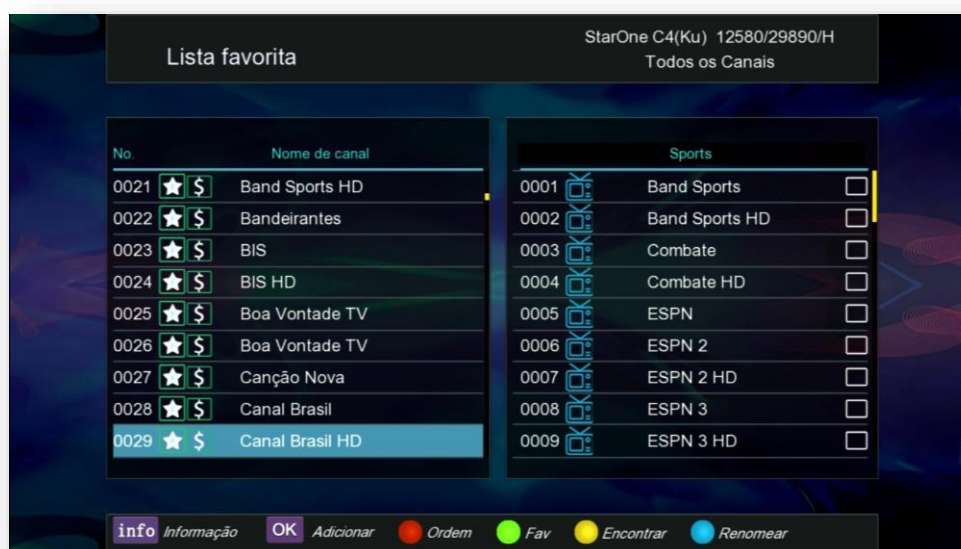 Lista favorita
StarOne C4(Ku) 12580/29890/H
Todos os Canais
No. Nome de canal
0021 $ Band Sports HD
0022 $ Bandeirantes
0023 $ BIS
0024 $ BIS HD
0025 $ Boa Vontade TV
0026 $ Boa Vontade TV
0027 $ Canção Nova
0028 $ Canal Brasil
0029 $ Canal Brasil HD
Sports
0001 Band Sports
0002 Band Sports HD
0003 Combate
0004 Combate HD
0005 ESPN
0006 ESPN 2
0007 ESPN 2 HD
0008 ESPN 3
0009 ESPN 3 HD
info Informação OK Adicionar Ordem Fav Encontrar Renomear